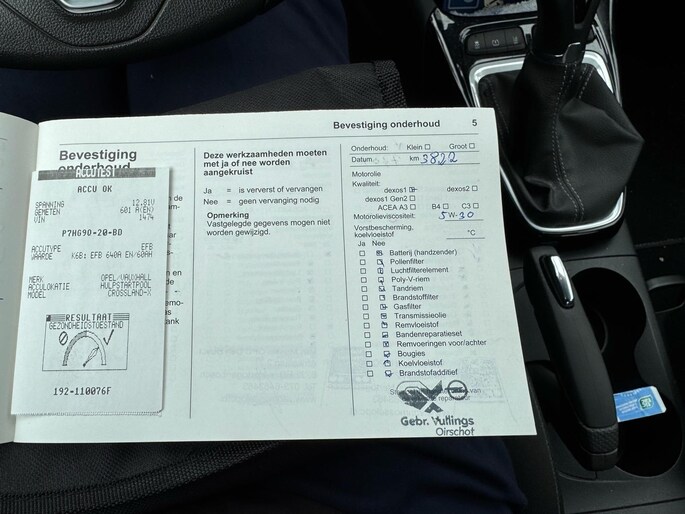 Bevestiging onderhoud 5
Bevestiging
onderhoud
ACCUTEST
ACCU OK
SPANNING 12.81V
GEMETEN 601 A(EN)
VIN 1474
P7HG9O-20-BD
ACCUTYPE EFB
WAARDE K6B: EFB 640A EN/60AH
MERK OPEL/VAUXHALL
ACCULOKATIE HULPSTARTPOOL
MODEL CROSSLAND-X
RESULTAAT
GEZONDHEIDSTOESTAND
192-110076F
Deze werkzaamheden moeten
met ja of nee worden
aangekruist
Ja = is ververst of vervangen
Nee = geen vervanging nodig
Opmerking
Vastgelegde gegevens mogen niet
worden gewijzigd.
Onderhoud: Klein Groot
Datum km 3822
Motorolie
Kwaliteit:
dexos1 dexos2
dexos1 Gen2
ACEA A3 B4 C3
Motorolieviscositeit: 5W-30
Vorstbescherming,
koelvloeistof °C
Ja Nee
Batterij (handzender)
Pollenfilter
Luchtfilterelement
Poly-V-riem
Tandriem
Brandstoffilter
Gasfilter
Transmissieolie
Remvloeistof
Bandenreparatieset
Remvoeringen voor/achter
Bougies
Koelvloeistof
Brandstofadditief
van
Gebr. Vullings
Oirschot